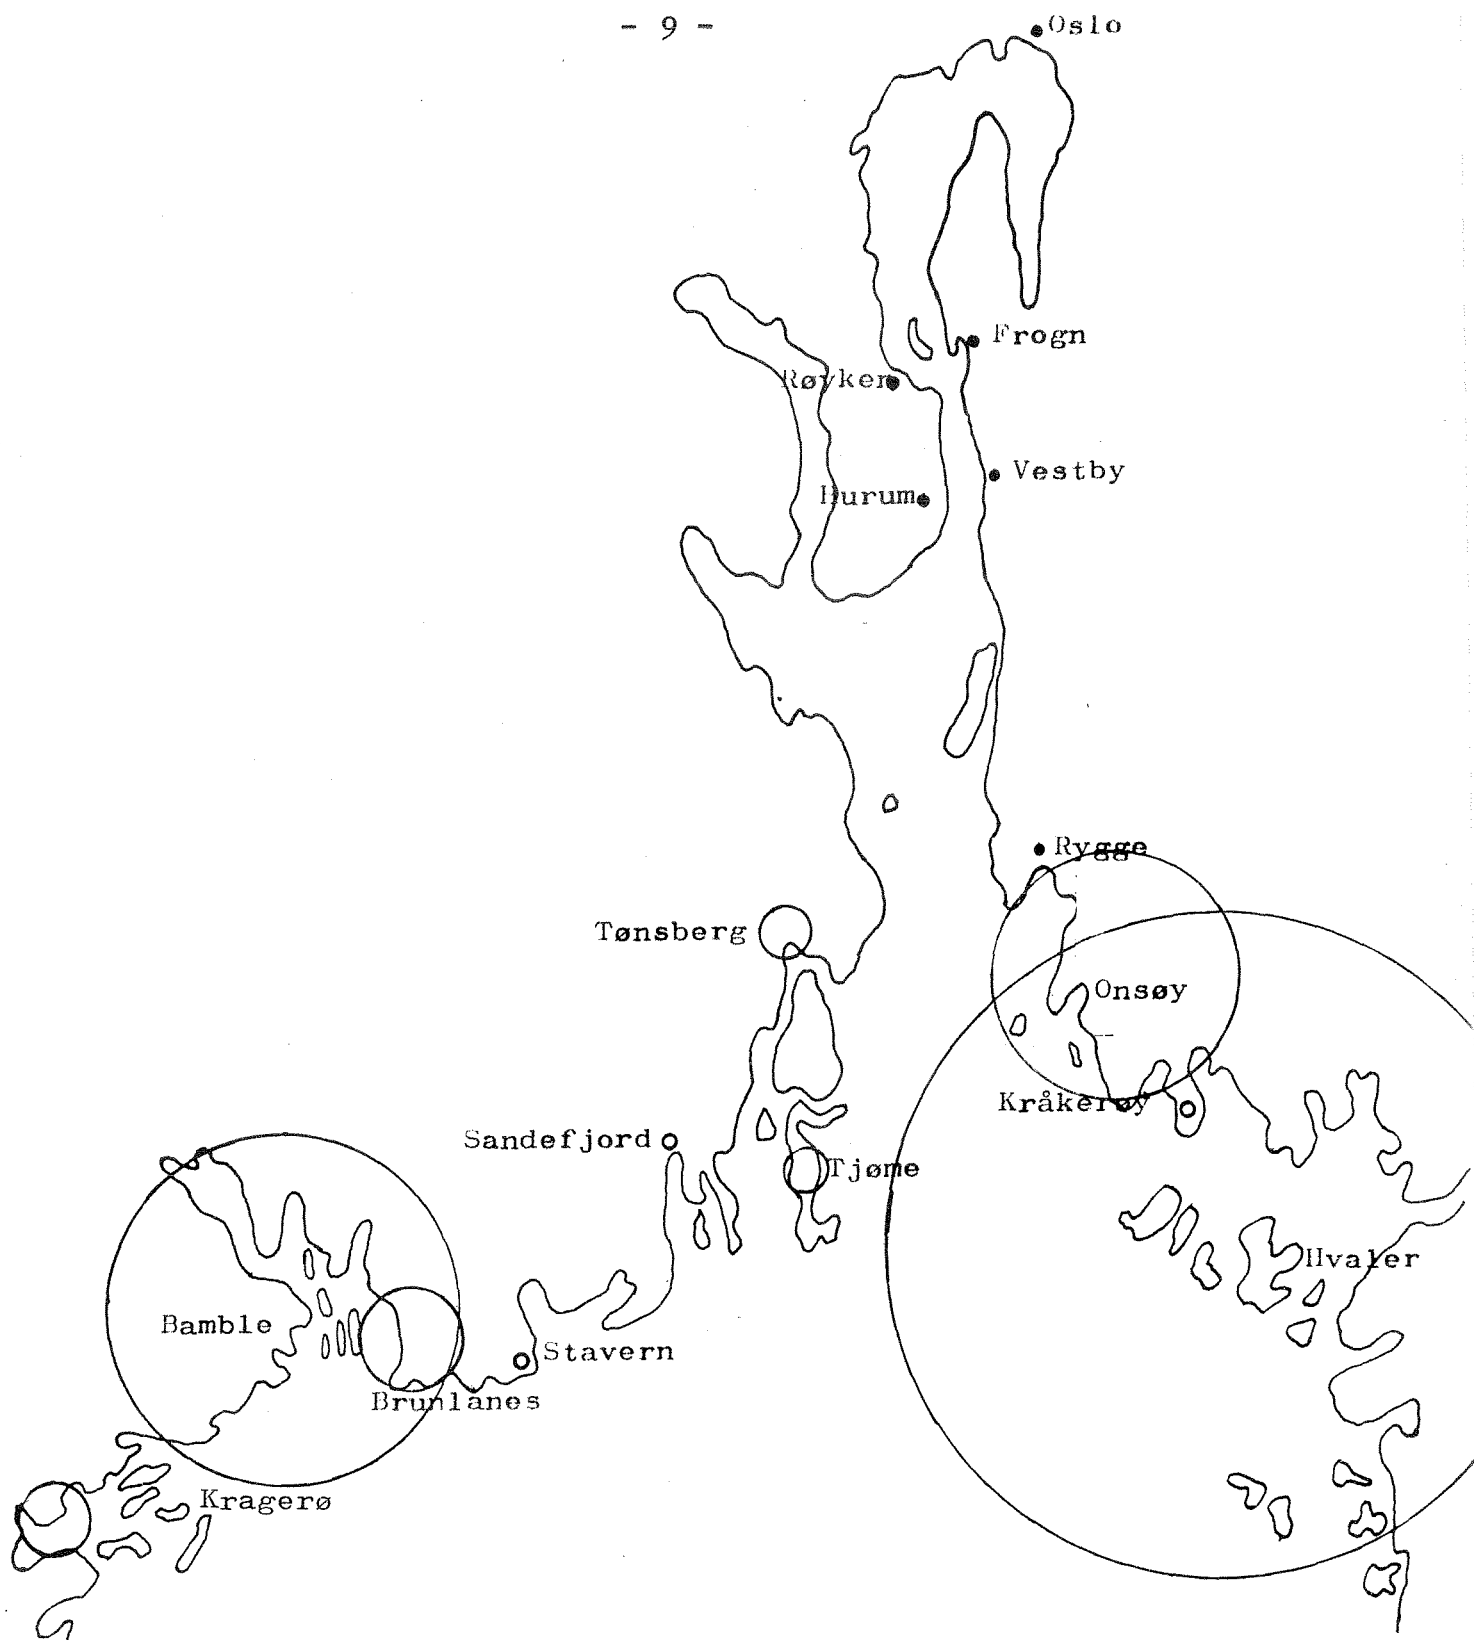 - 9 -
Oslo
Frogn
Røyken
Vestby
Hurum
Rygge
Tønsberg
Onsøy
Kråkerøy
Sandefjord
Tjøme
Hvaler
Bamble
Stavern
Brunlanes
Kragerø